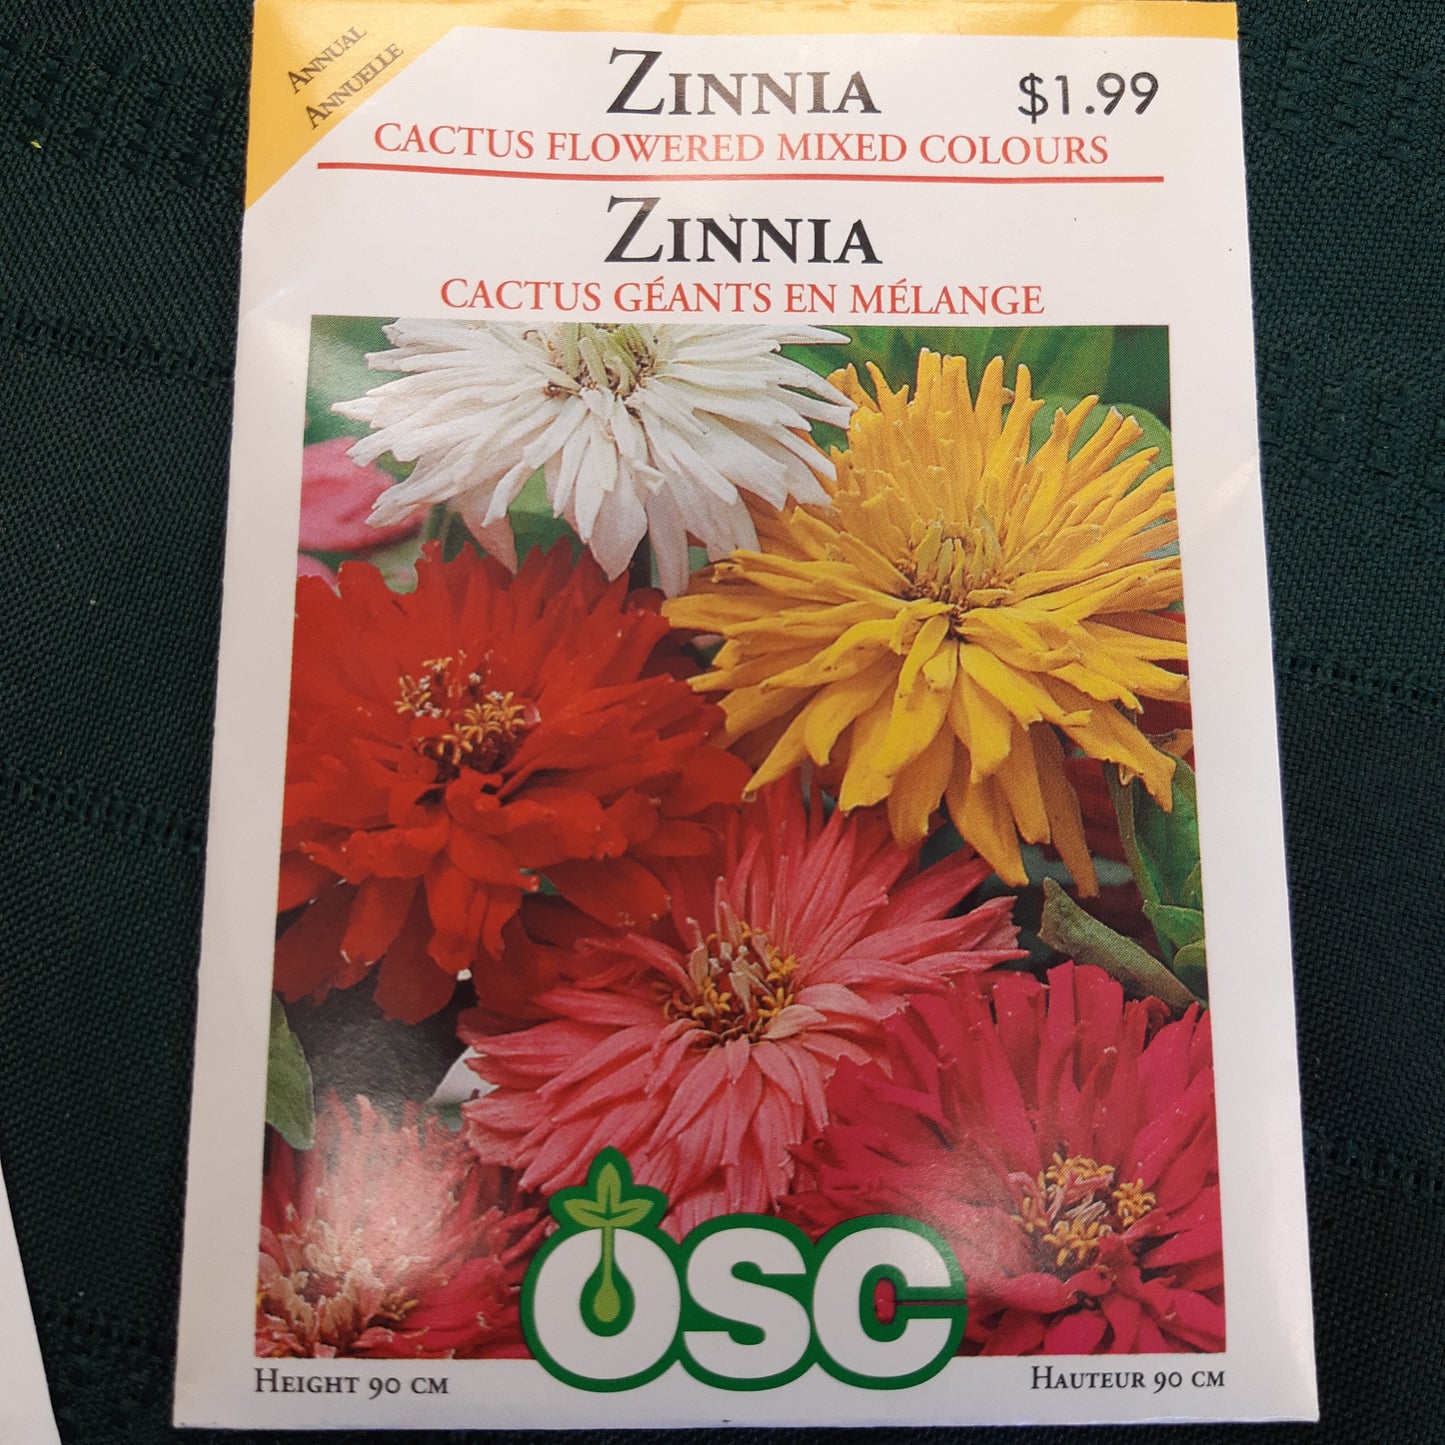 ANNUAL
ANNUELLE
ZINNIA $1.99
CACTUS FLOWERED MIXED COLOURS
ZINNIA
CACTUS GÉANTS EN MÉLANGE
OSC
HEIGHT 90 CM HAUTEUR 90 CM